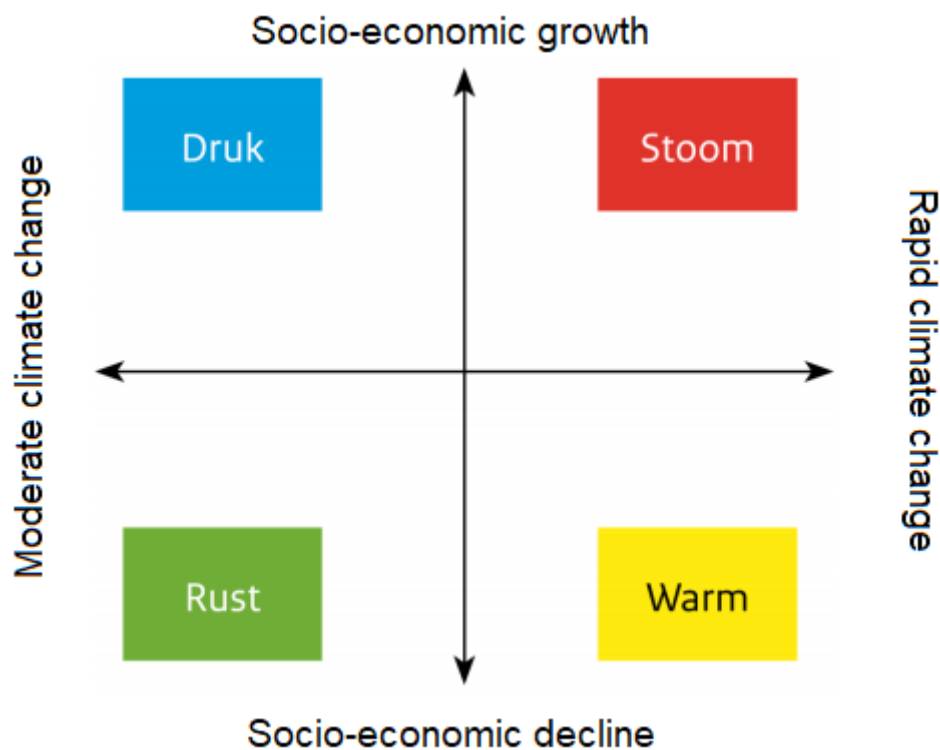 Socio-economic growth
Druk
Stoom
Moderate climate change
Rapid climate change
Rust
Warm
Socio-economic decline